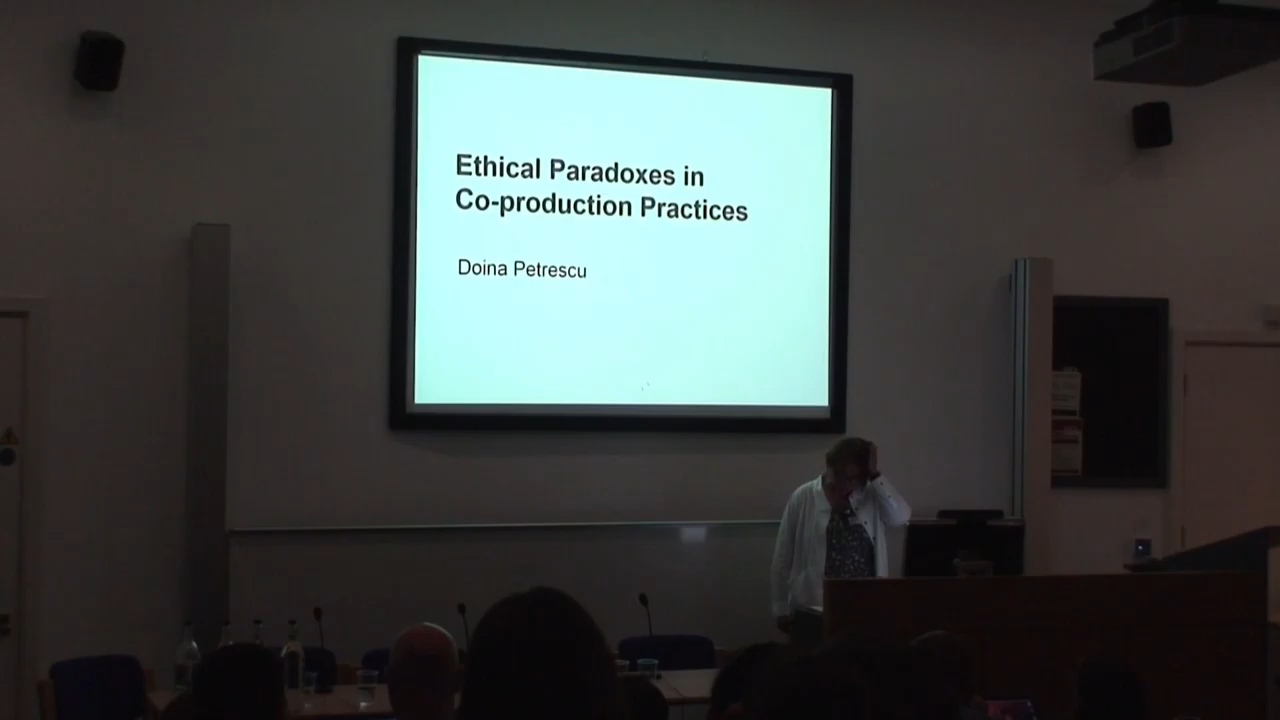 Ethical Paradoxes in
Co-production Practices
Doina Petrescu